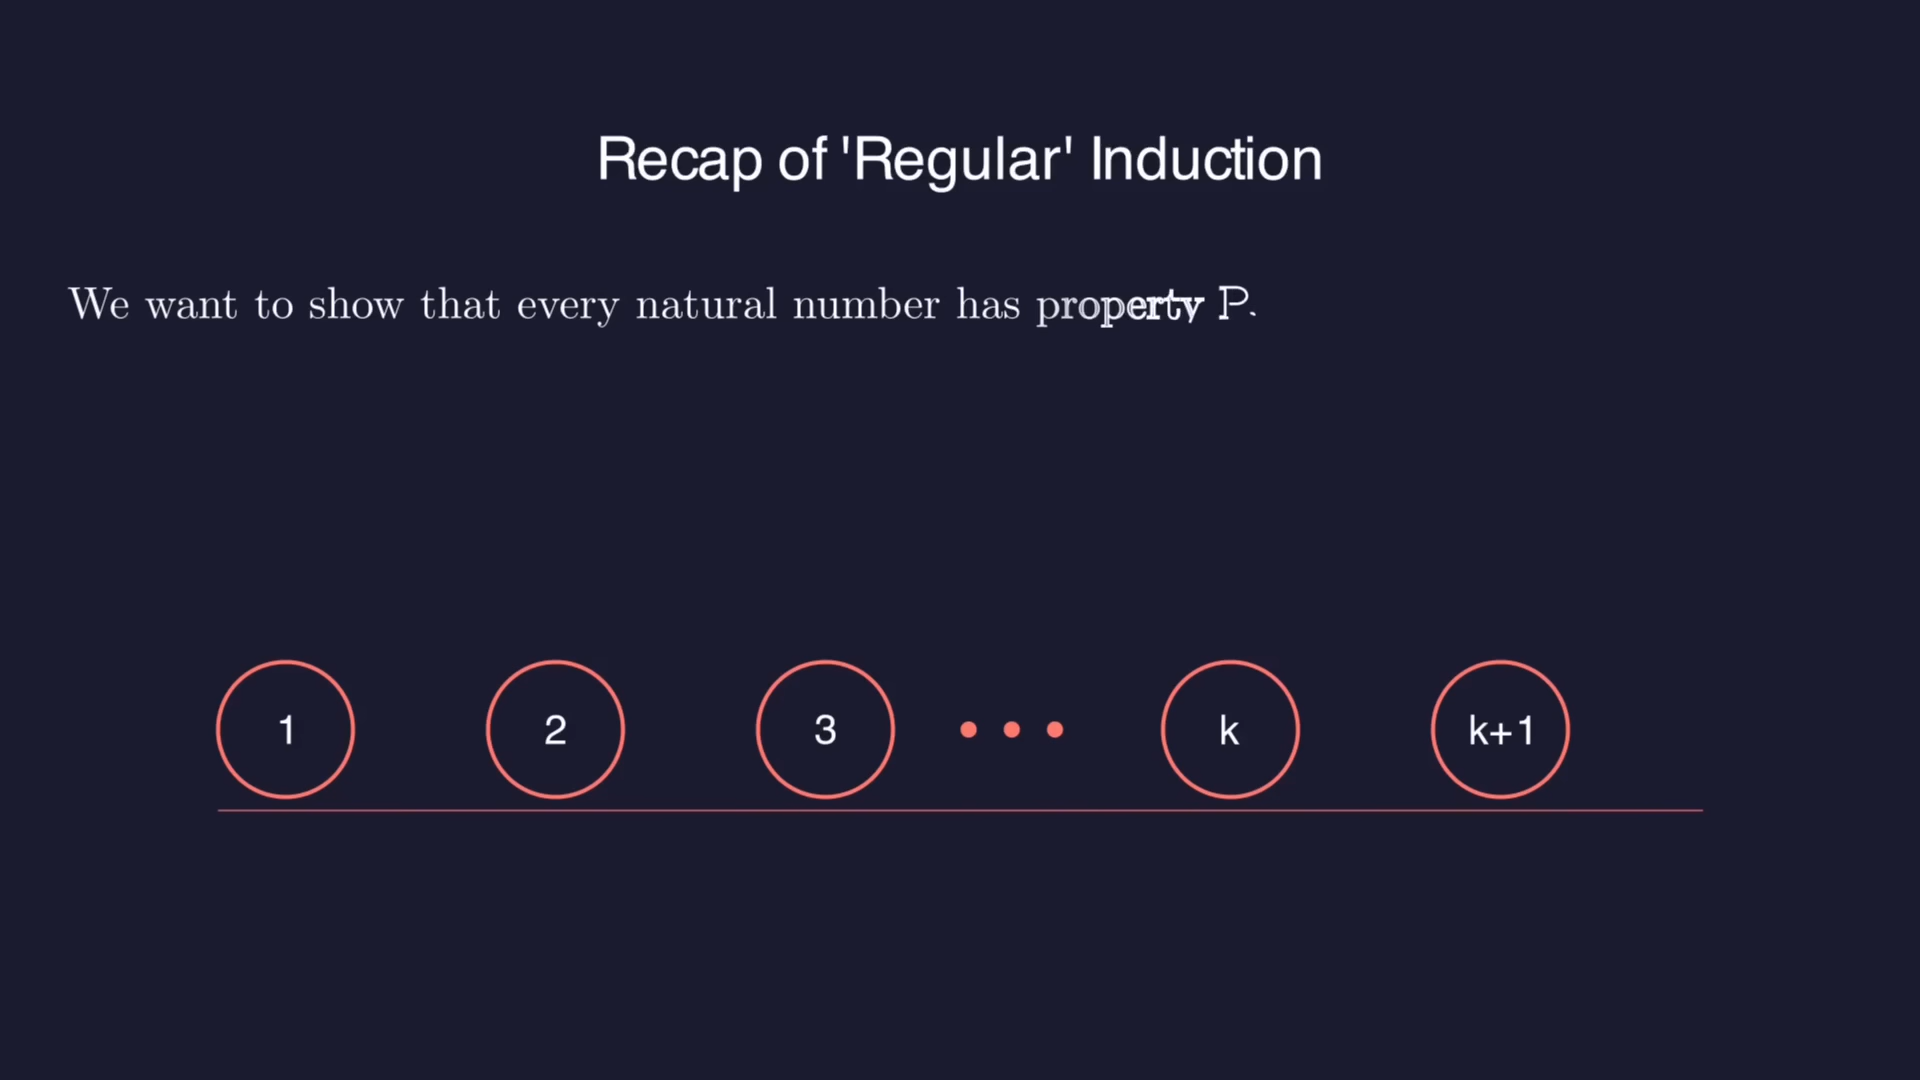 Recap of 'Regular' Induction
We want to show that every natural number has property P.
1 2 3 k k+1